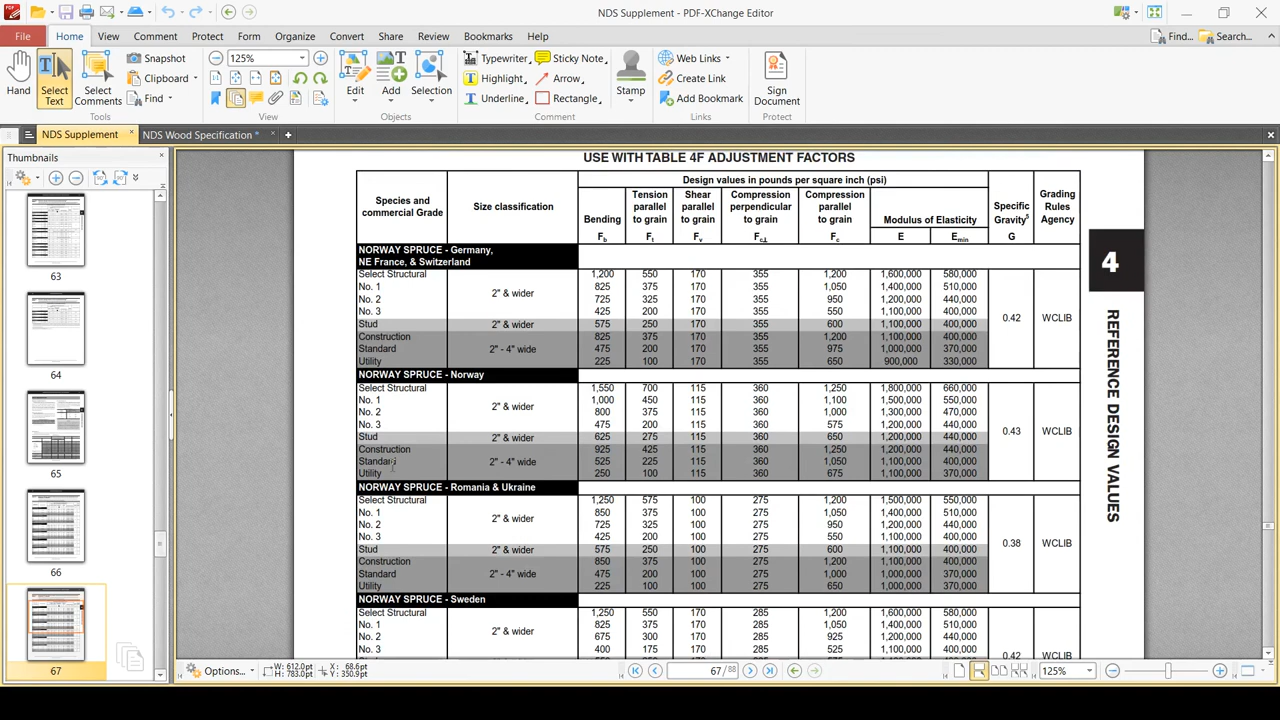 NDS Supplement - PDF-XChange Editor
File Home View Comment Protect Form Organize Convert Share Review Bookmarks Help
Find... Search...
Hand
Select Text
Select Comments
Snapshot
Clipboard
Find
Tools
125%
View
Edit
Add
Selection
Objects
Typewriter
Highlight
Underline
Sticky Note
Arrow
Rectangle
Stamp
Comment
Web Links
Create Link
Add Bookmark
Links
Sign Document
Protect
NDS Supplement
NDS Wood Specification *
Thumbnails
63
64
65
66
67
USE WITH TABLE 4F ADJUSTMENT FACTORS
Species and commercial Grade
Size classification
Design values in pounds per square inch (psi)
Bending
Fb
Tension parallel to grain
Ft
Shear parallel to grain
Fv
Compression perpendicular to grain
Fc⊥
Compression parallel to grain
Fc
Modulus of Elasticity
E Emin
Specific Gravity5
G
Grading Rules Agency
NORWAY SPRUCE - Germany,
NE France, & Switzerland
Select Structural 1,200 550 170 355 1,200 1,600,000 580,000
No. 1 2" & wider 825 375 170 355 1,050 1,400,000 510,000
No. 2 725 325 170 355 950 1,200,000 440,000
No. 3 425 200 170 355 550 1,100,000 400,000
Stud 2" & wider 575 250 170 355 600 1,100,000 400,000 0.42 WCLIB
Construction 825 375 170 355 1,200 1,100,000 400,000
Standard 2" - 4" wide 475 200 170 355 975 1,000,000 370,000
Utility 225 100 170 355 650 900,000 330,000
NORWAY SPRUCE - Norway
Select Structural 1,550 700 115 360 1,250 1,800,000 660,000
No. 1 2" & wider 1,000 450 115 360 1,100 1,500,000 550,000
No. 2 800 375 115 360 1,000 1,300,000 470,000
No. 3 475 200 115 360 575 1,200,000 440,000
Stud 2" & wider 625 275 115 360 650 1,200,000 440,000 0.43 WCLIB
Construction 925 425 115 360 1,250 1,200,000 440,000
Standard 2" - 4" wide 525 225 115 360 1,050 1,100,000 400,000
Utility 250 100 115 360 675 1,100,000 370,000
NORWAY SPRUCE - Romania & Ukraine
Select Structural 1,250 575 100 275 1,200 1,500,000 550,000
No. 1 2" & wider 850 375 100 275 1,050 1,400,000 510,000
No. 2 725 325 100 275 950 1,200,000 440,000
No. 3 425 200 100 275 550 1,100,000 400,000
Stud 2" & wider 575 250 100 275 600 1,100,000 400,000 0.38 WCLIB
Construction 850 375 100 275 1,200 1,100,000 400,000
Standard 2" - 4" wide 475 200 100 275 1,000 1,100,000 370,000
Utility 225 100 100 275 650 1,100,000 370,000
NORWAY SPRUCE - Sweden
Select Structural 1,250 550 170 285 1,200 1,600,000 580,000
No. 1 2" & wider 825 375 170 285 1,050 1,400,000 510,000
No. 2 675 300 170 285 925 1,200,000 440,000
No. 3 400 175 170 285 525 1,100,000 400,000
0.42 WCLIB
4
REFERENCE DESIGN VALUES
Options...
W: 612.0pt
H: 783.0pt
X: 68.6pt
Y: 350.9pt
67 / 88
125%